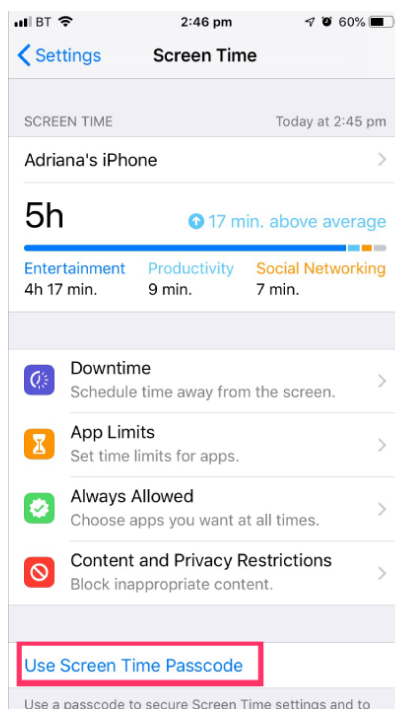 BT 2:46 pm 60%
Settings Screen Time
SCREEN TIME Today at 2:45 pm
Adriana's iPhone
5h 17 min. above average
Entertainment Productivity Social Networking
4h 17 min. 9 min. 7 min.
Downtime
Schedule time away from the screen.
App Limits
Set time limits for apps.
Always Allowed
Choose apps you want at all times.
Content and Privacy Restrictions
Block inappropriate content.
Use Screen Time Passcode
Use a passcode to secure Screen Time settings and to